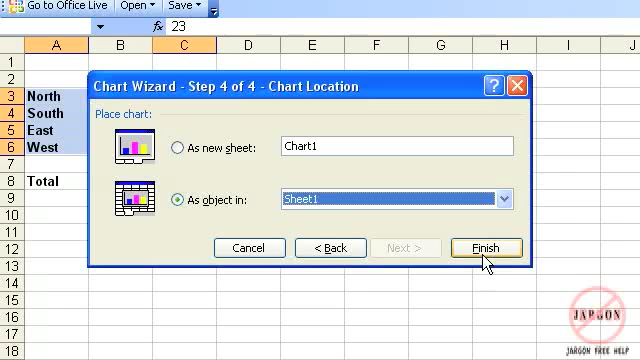 Go to Office Live Open Save
fx 23
A B C D E F G H I J
1
2
3 North
4 South
5 East
6 West
7
8 Total
9
10
11
12
13
14
15
16
17
18
Chart Wizard - Step 4 of 4 - Chart Location
Place chart:
As new sheet: Chart1
As object in: Sheet1
Cancel < Back Next > Finish
JARGON
JARGON FREE HELP